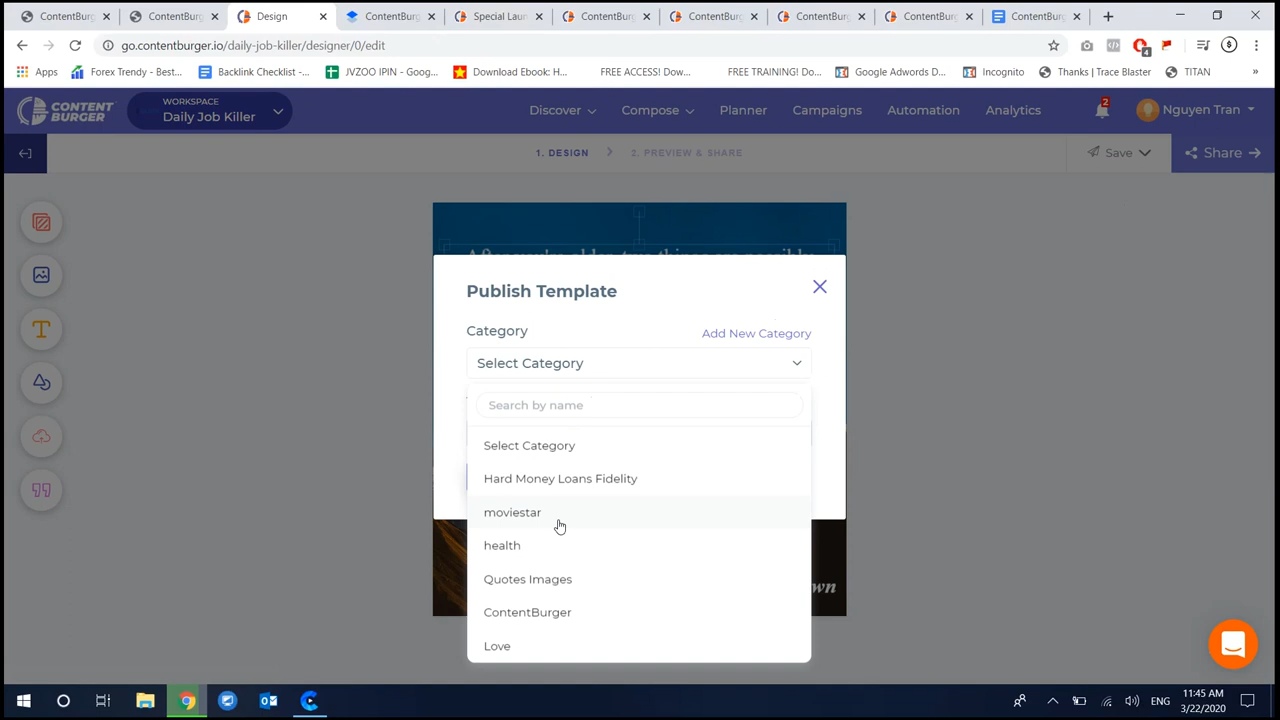 ContentBurg
ContentBurg
Design
ContentBurg
Special Laun
ContentBurg
ContentBurg
ContentBurg
ContentBurg
ContentBurg
go.contentburger.io/daily-job-killer/designer/0/edit
4
Apps
Forex Trendy - Best...
Backlink Checklist -...
JVZOO IPIN - Goog...
Download Ebook: H...
FREE ACCESS! Dow...
FREE TRAINING! Do...
Google Adwords D...
Incognito
Thanks | Trace Blaster
TITAN
CONTENT
BURGER
WORKSPACE
Daily Job Killer
Discover
Compose
Planner
Campaigns
Automation
Analytics
2
Nguyen Tran
1. DESIGN
2. PREVIEW & SHARE
Save
Share
Publish Template
Category
Add New Category
Select Category
Search by name
Select Category
Hard Money Loans Fidelity
moviestar
health
Quotes Images
ContentBurger
Love
wn
ENG
11:45 AM
3/22/2020